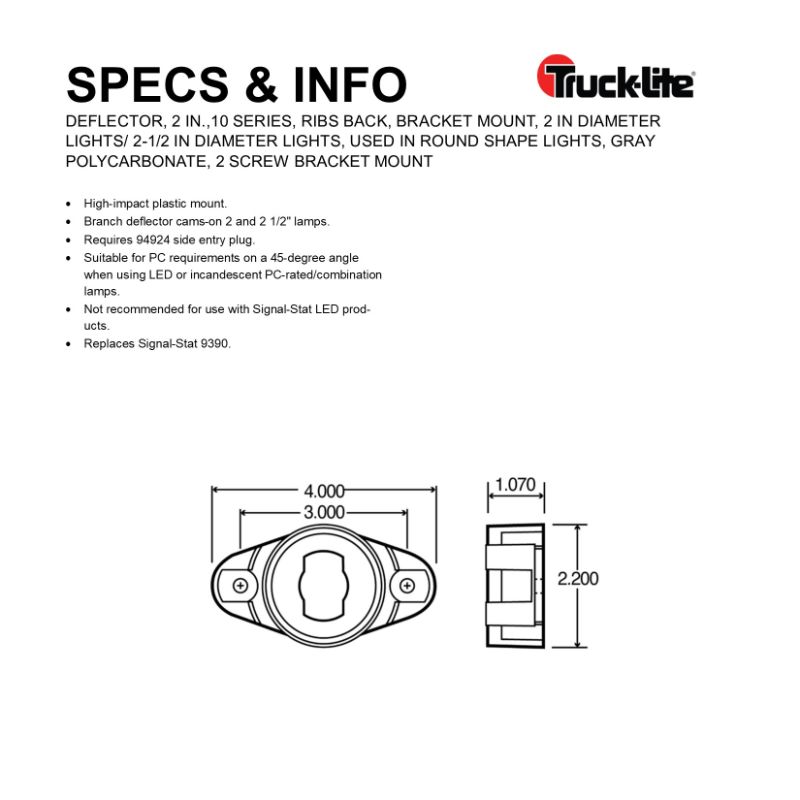 SPECS & INFO
Truck-Lite®
DEFLECTOR, 2 IN.,10 SERIES, RIBS BACK, BRACKET MOUNT, 2 IN DIAMETER
LIGHTS/ 2-1/2 IN DIAMETER LIGHTS, USED IN ROUND SHAPE LIGHTS, GRAY
POLYCARBONATE, 2 SCREW BRACKET MOUNT
• High-impact plastic mount.
• Branch deflector cams-on 2 and 2 1/2" lamps.
• Requires 94924 side entry plug.
• Suitable for PC requirements on a 45-degree angle
when using LED or incandescent PC-rated/combination
lamps.
• Not recommended for use with Signal-Stat LED prod-
ucts.
• Replaces Signal-Stat 9390.
4.000
3.000
1.070
2.200